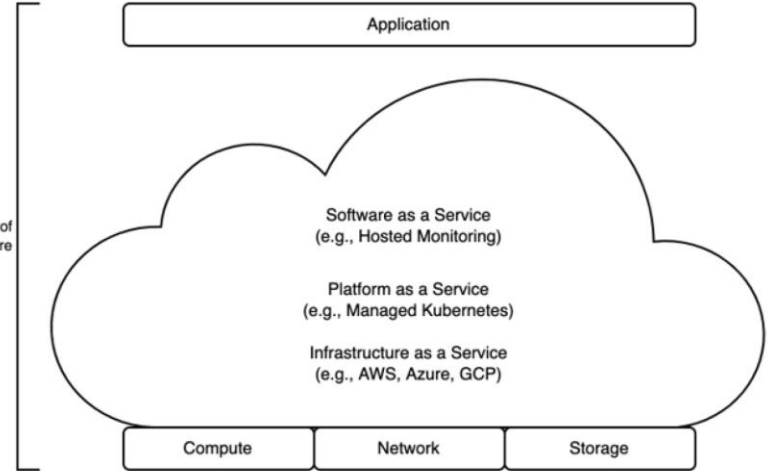 Application
of
Software as a Service
(e.g., Hosted Monitoring)
Platform as a Service
(e.g., Managed Kubernetes)
Infrastructure as a Service
(e.g., AWS, Azure, GCP)
Compute
Network
Storage